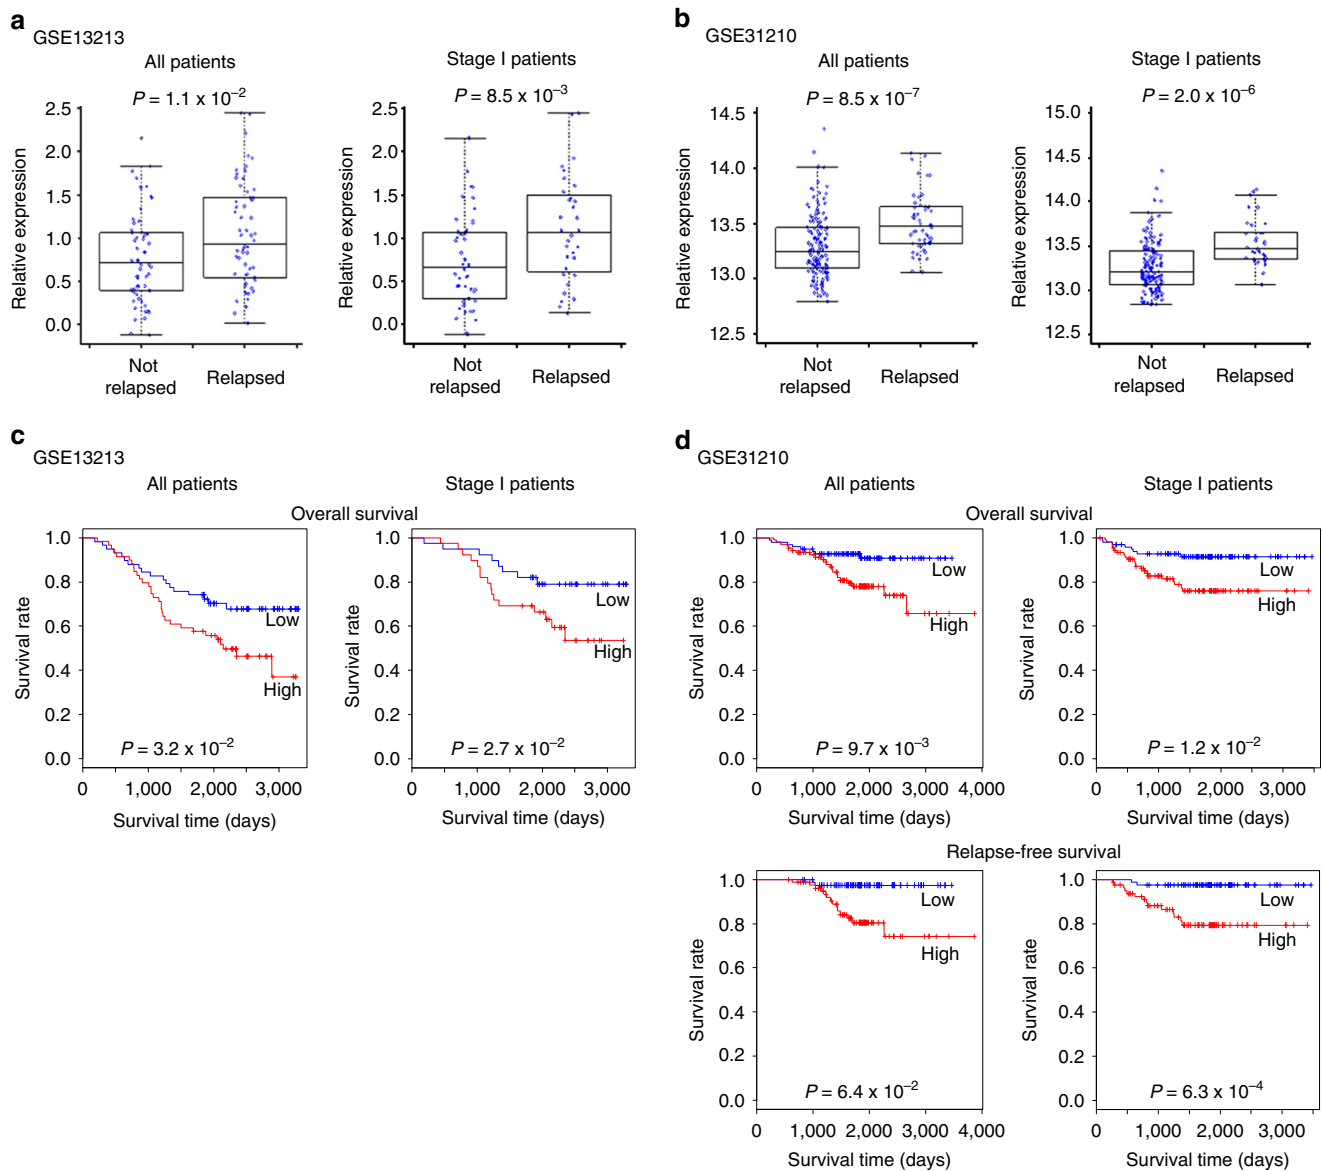 a
GSE13213
All patients
P = 1.1 x 10⁻²
Relative expression
2.5
2.0
1.5
1.0
0.5
0.0
Not relapsed
Relapsed
Stage I patients
P = 8.5 x 10⁻³
Relative expression
2.5
2.0
1.5
1.0
0.5
0.0
Not relapsed
Relapsed
b
GSE31210
All patients
P = 8.5 x 10⁻⁷
Relative expression
14.5
14.0
13.5
13.0
12.5
Not relapsed
Relapsed
Stage I patients
P = 2.0 x 10⁻⁶
Relative expression
15.0
14.5
14.0
13.5
13.0
12.5
Not relapsed
Relapsed
c
GSE13213
All patients
Stage I patients
Overall survival
Survival rate
1.0
0.8
0.6
0.4
0.2
0.0
Low
High
P = 3.2 x 10⁻²
0 1,000 2,000 3,000
Survival time (days)
Survival rate
1.0
0.8
0.6
0.4
0.2
0.0
Low
High
P = 2.7 x 10⁻²
0 1,000 2,000 3,000
Survival time (days)
d
GSE31210
All patients
Stage I patients
Overall survival
Survival rate
1.0
0.8
0.6
0.4
0.2
0.0
Low
High
P = 9.7 x 10⁻³
0 1,000 2,000 3,000 4,000
Survival time (days)
Survival rate
1.0
0.8
0.6
0.4
0.2
0.0
Low
High
P = 1.2 x 10⁻²
0 1,000 2,000 3,000
Survival time (days)
Relapse-free survival
Survival rate
1.0
0.8
0.6
0.4
0.2
0.0
Low
High
P = 6.4 x 10⁻²
0 1,000 2,000 3,000 4,000
Survival time (days)
Survival rate
1.0
0.8
0.6
0.4
0.2
0.0
Low
High
P = 6.3 x 10⁻⁴
0 1,000 2,000 3,000
Survival time (days)